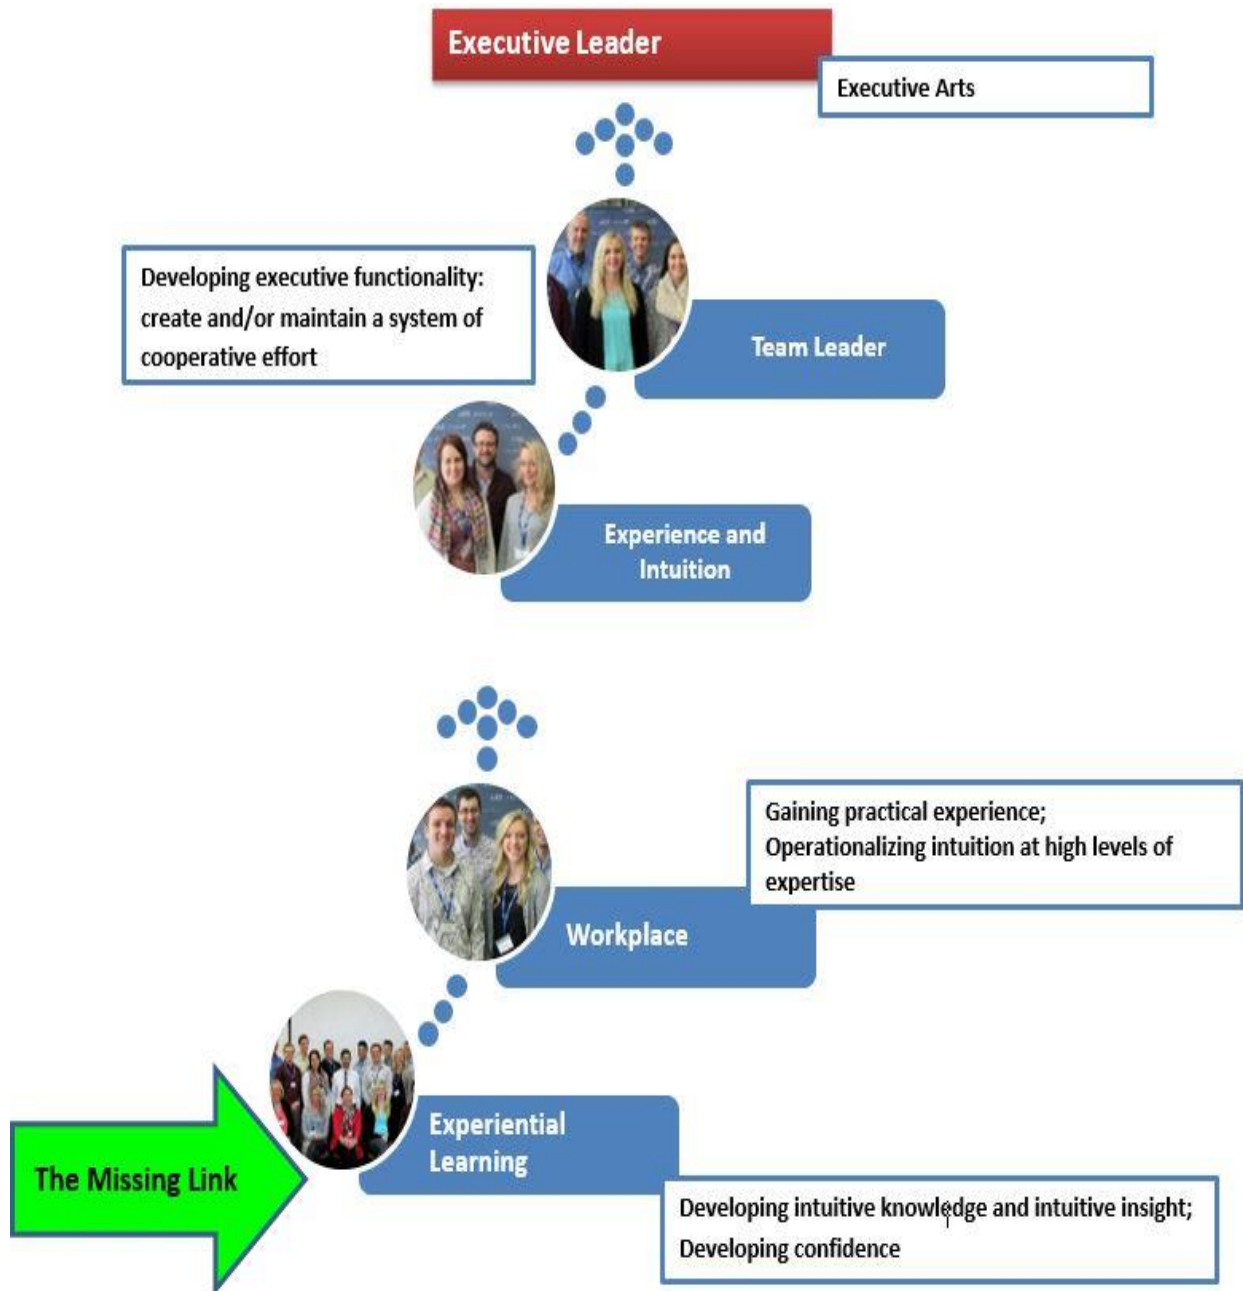 Executive Leader
Executive Arts
Developing executive functionality:
create and/or maintain a system of
cooperative effort
Team Leader
Experience and
Intuition
Gaining practical experience;
Operationalizing intuition at high levels of
expertise
Workplace
Experiential
Learning
The Missing Link
Developing intuitive knowledge and intuitive insight;
Developing confidence